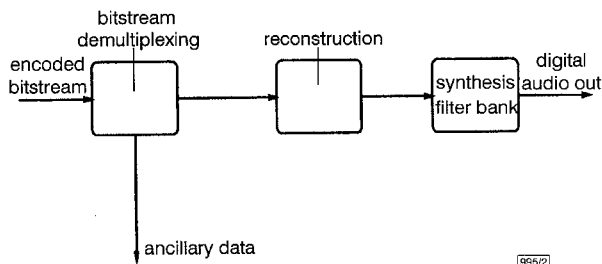 bitstream
demultiplexing
reconstruction
encoded
bitstream
synthesis
filter bank
digital
audio out
ancillary data
995/2